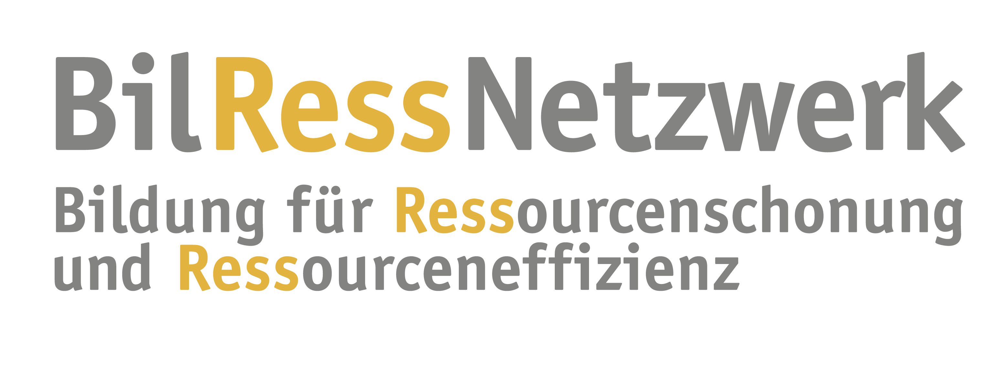 BilRessNetzwerk
Bildung für Ressourcenschonung
und Ressourceneffizienz